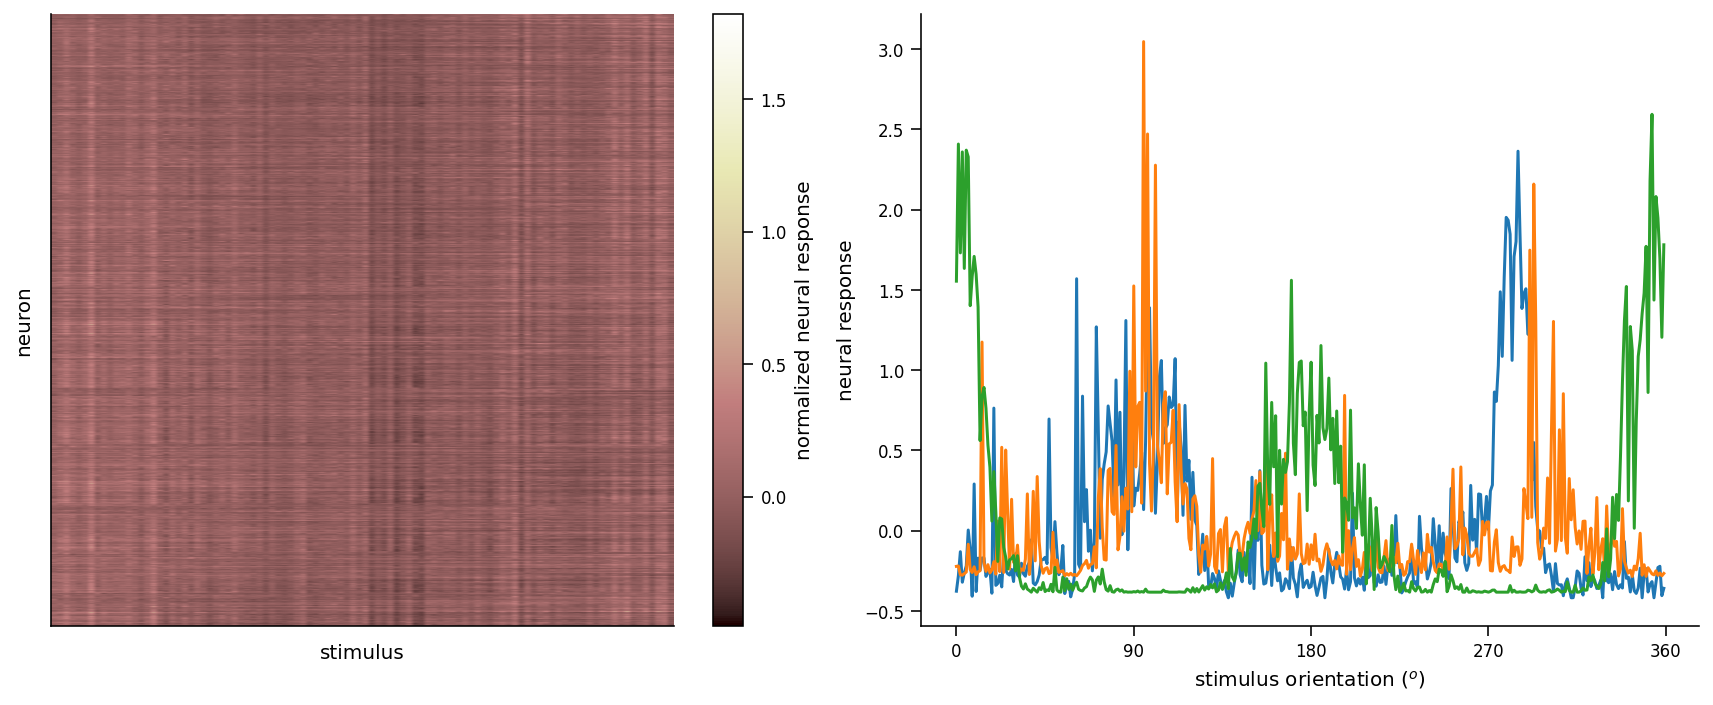 neuron
stimulus
1.5
1.0
0.5
0.0
normalized neural response
neural response
3.0
2.5
2.0
1.5
1.0
0.5
0.0
−0.5
0 90 180 270 360
stimulus orientation (o)